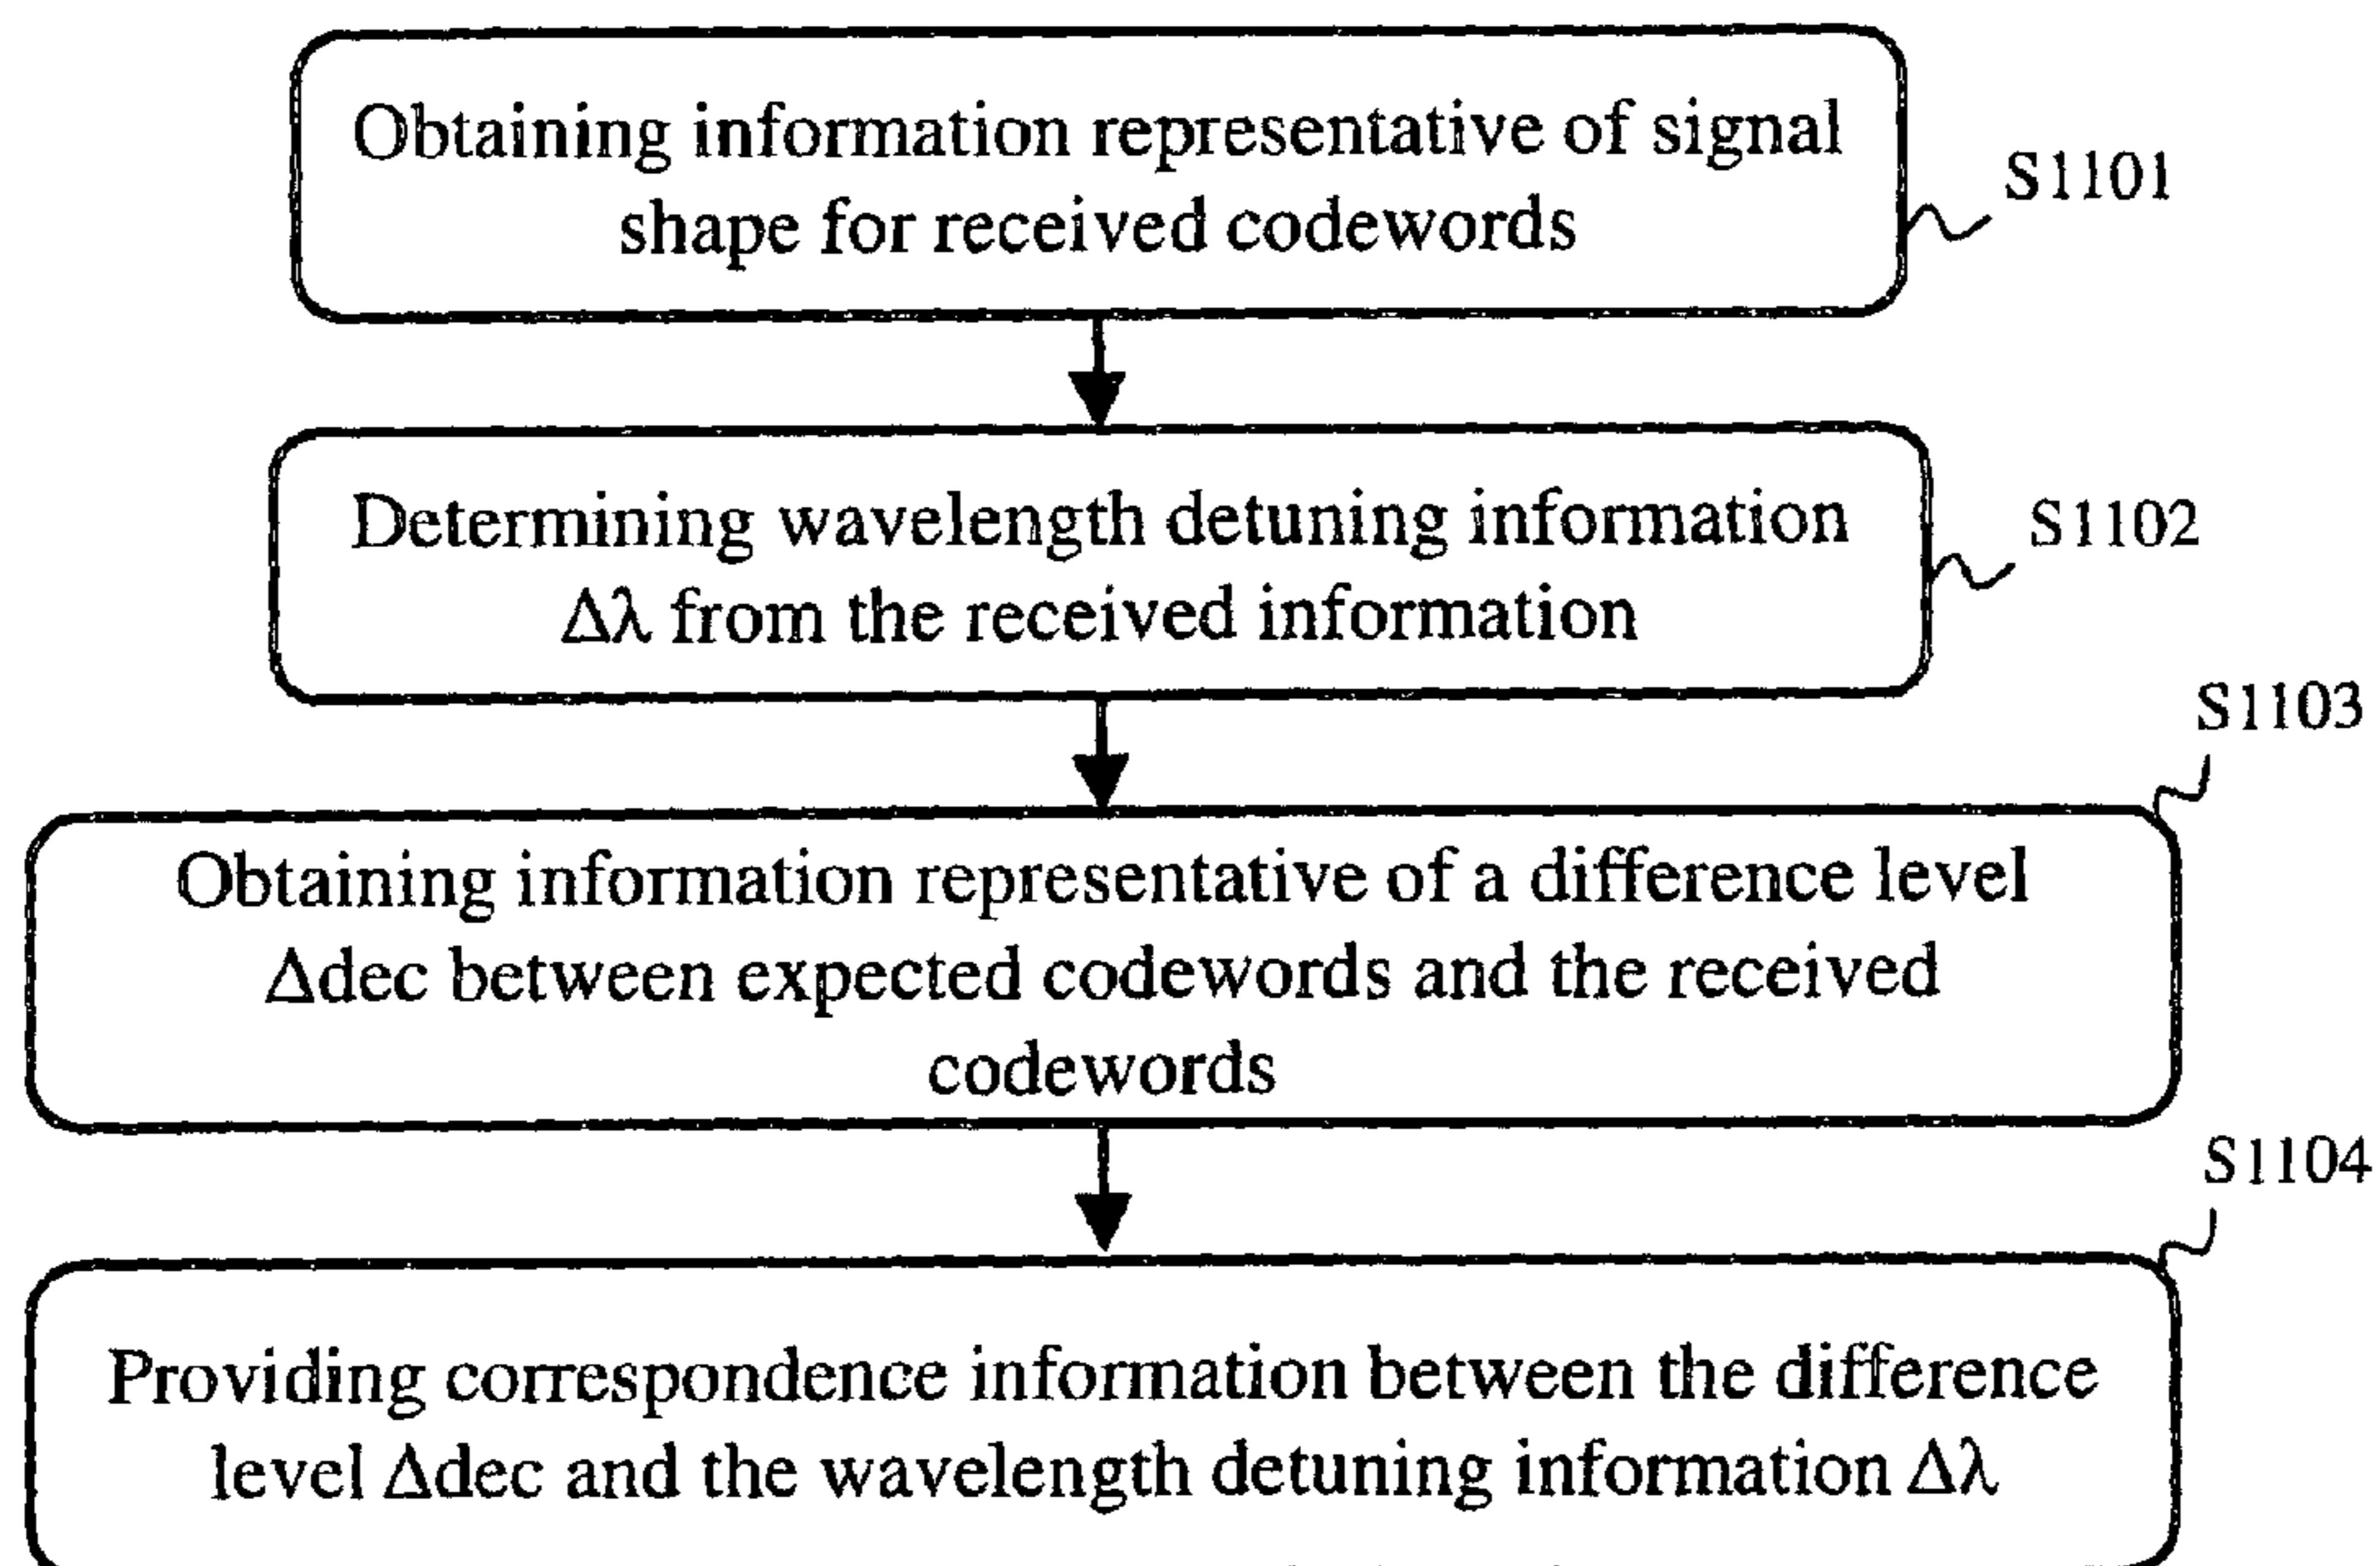 Obtaining information representative of signal
shape for received codewords
S1101
Determining wavelength detuning information
Δλ from the received information
S1102
S1103
Obtaining information representative of a difference level
Δdec between expected codewords and the received
codewords
S1104
Providing correspondence information between the difference
level Δdec and the wavelength detuning information Δλ